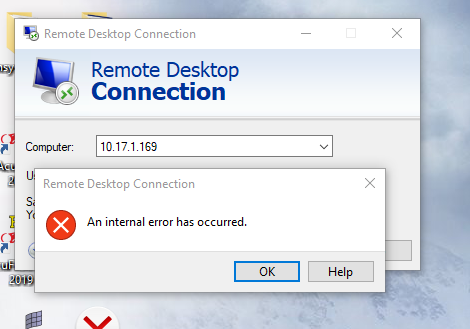 Remote Desktop Connection
Remote Desktop
Connection
Computer:
10.17.1.169
Remote Desktop Connection
An internal error has occurred.
OK
Help
2019